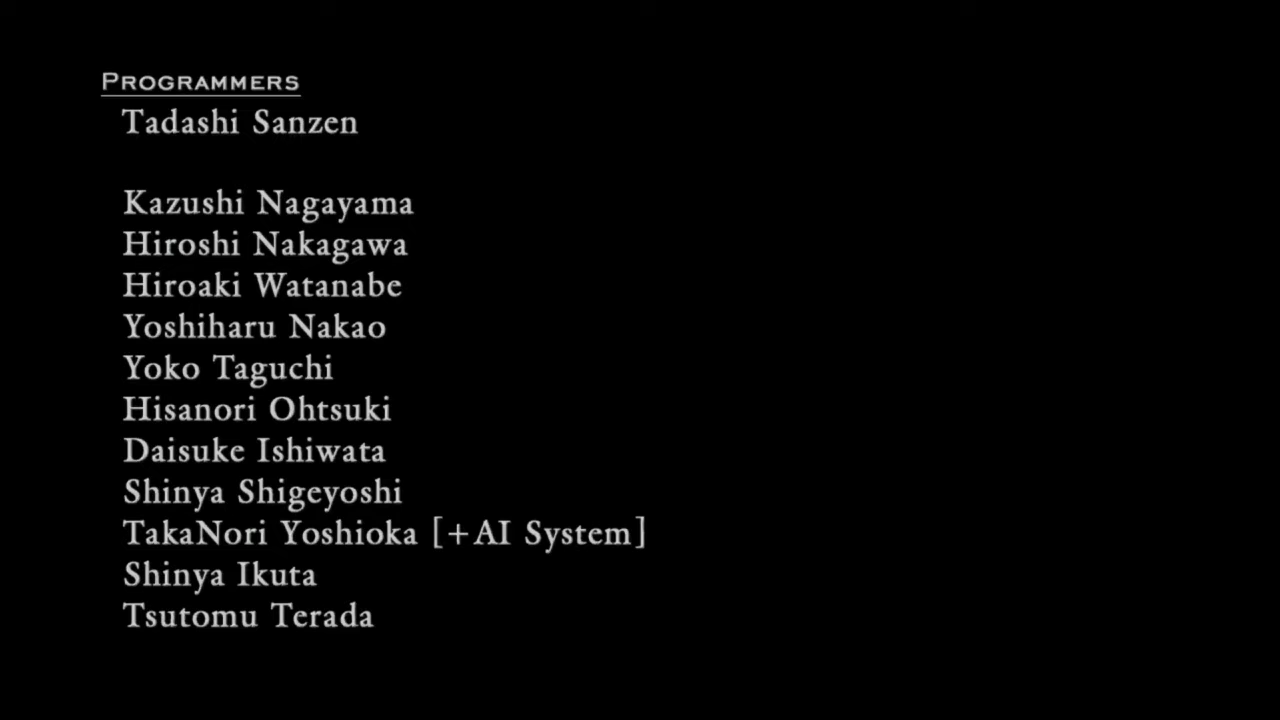 PROGRAMMERS
Tadashi Sanzen
Kazushi Nagayama
Hiroshi Nakagawa
Hiroaki Watanabe
Yoshiharu Nakao
Yoko Taguchi
Hisanori Ohtsuki
Daisuke Ishiwata
Shinya Shigeyoshi
TakaNori Yoshioka [+AI System]
Shinya Ikuta
Tsutomu Terada